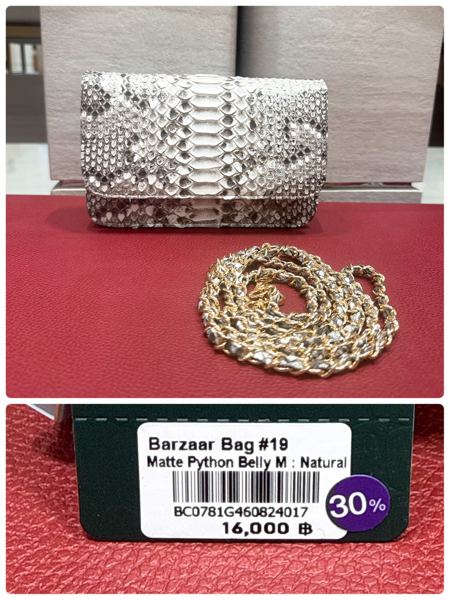 Barzaar Bag #19
Matte Python Belly M : Natural
BC0781G460824017
16,000 ฿
30%